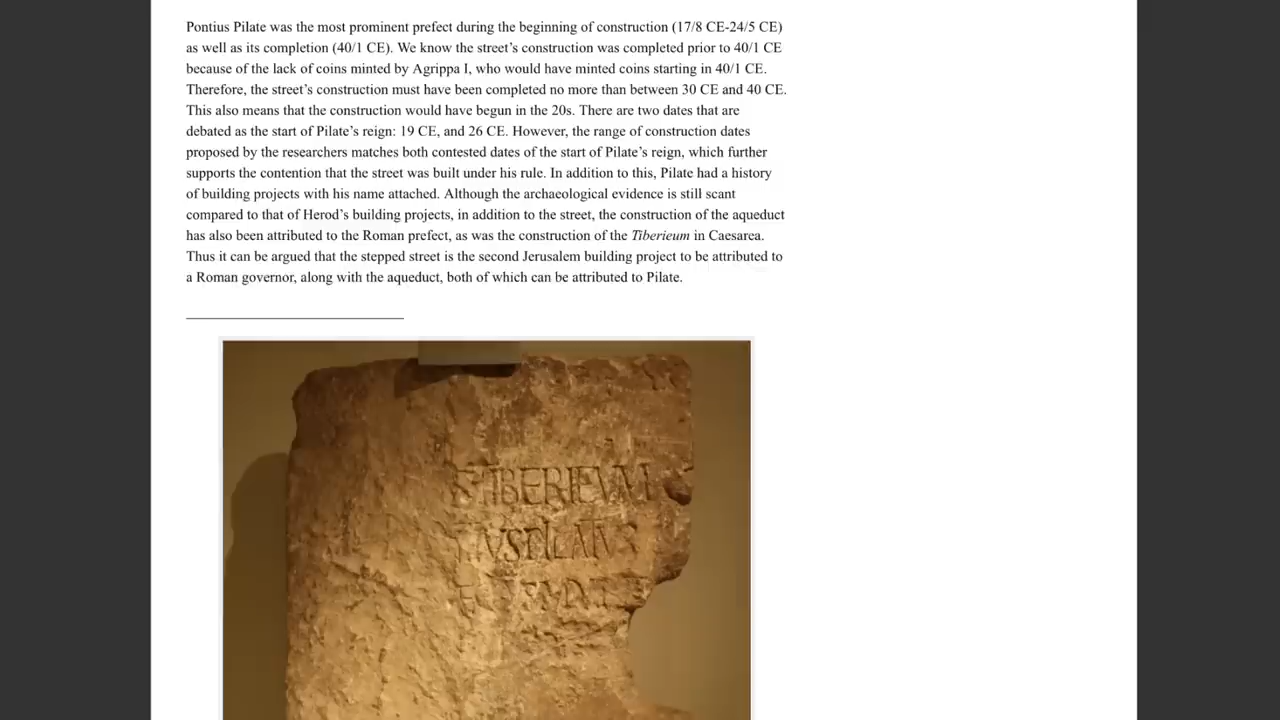 Pontius Pilate was the most prominent prefect during the beginning of construction (17/8 CE-24/5 CE)
as well as its completion (40/1 CE). We know the street’s construction was completed prior to 40/1 CE
because of the lack of coins minted by Agrippa I, who would have minted coins starting in 40/1 CE.
Therefore, the street’s construction must have been completed no more than between 30 CE and 40 CE.
This also means that the construction would have begun in the 20s. There are two dates that are
debated as the start of Pilate’s reign: 19 CE, and 26 CE. However, the range of construction dates
proposed by the researchers matches both contested dates of the start of Pilate’s reign, which further
supports the contention that the street was built under his rule. In addition to this, Pilate had a history
of building projects with his name attached. Although the archaeological evidence is still scant
compared to that of Herod’s building projects, in addition to the street, the construction of the aqueduct
has also been attributed to the Roman prefect, as was the construction of the Tiberieum in Caesarea.
Thus it can be argued that the stepped street is the second Jerusalem building project to be attributed to
a Roman governor, along with the aqueduct, both of which can be attributed to Pilate.
S TIBERIEVM
TIVSPILATVS